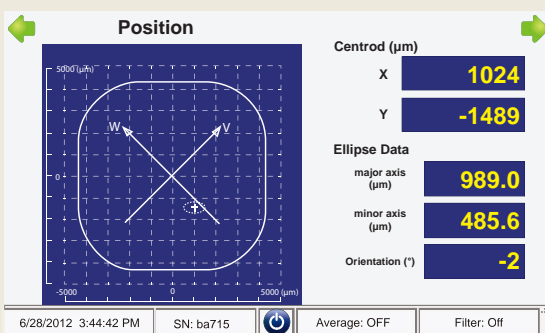 Position
5000 (µm)
W
V
0
-5000
0
5000 (µm)
Centrod (µm)
X
1024
Y
-1489
Ellipse Data
major axis
(µm)
989.0
minor axis
(µm)
485.6
Orientation (°)
-2
6/28/2012 3:44:42 PM
SN: ba715
Average: OFF
Filter: Off